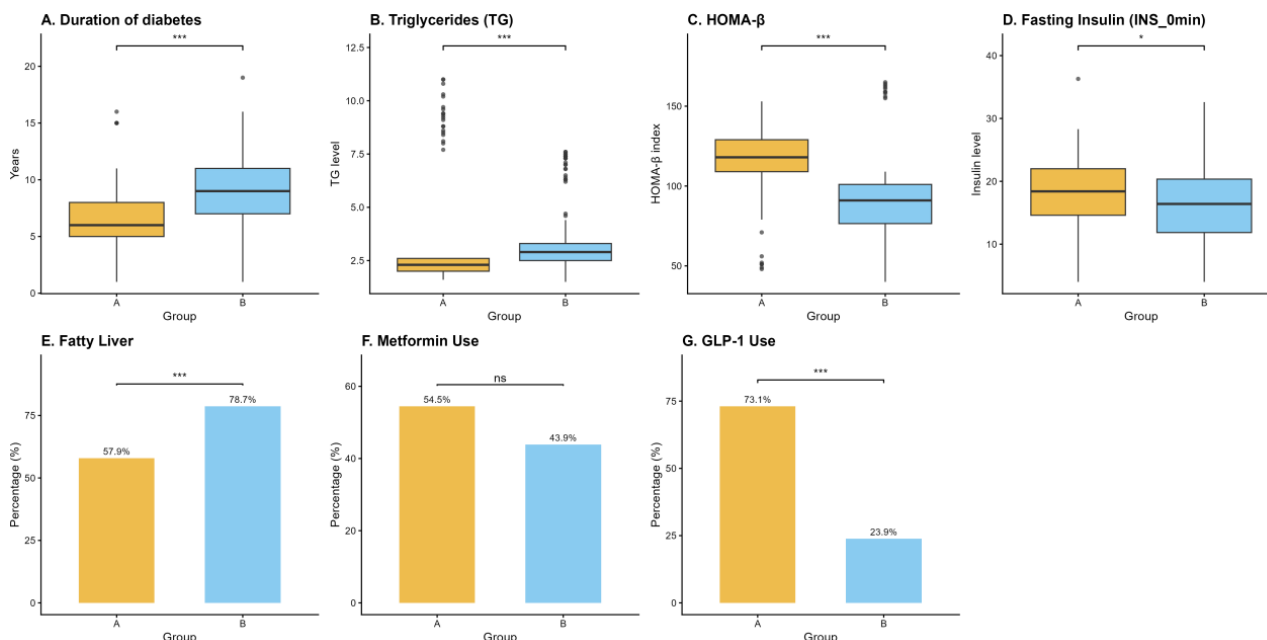 A. Duration of diabetes
***
20
15
10
5
0
Years
A
B
Group
B. Triglycerides (TG)
***
12.5
10.0
7.5
5.0
2.5
TG level
A
B
Group
C. HOMA-β
***
150
100
50
HOMA-β index
A
B
Group
D. Fasting Insulin (INS_0min)
*
40
30
20
10
Insulin level
A
B
Group
E. Fatty Liver
***
78.7%
57.9%
75
50
25
0
Percentage (%)
A
B
Group
F. Metformin Use
ns
54.5%
43.9%
60
40
20
0
Percentage (%)
A
B
Group
G. GLP-1 Use
***
73.1%
23.9%
75
50
25
0
Percentage (%)
A
B
Group